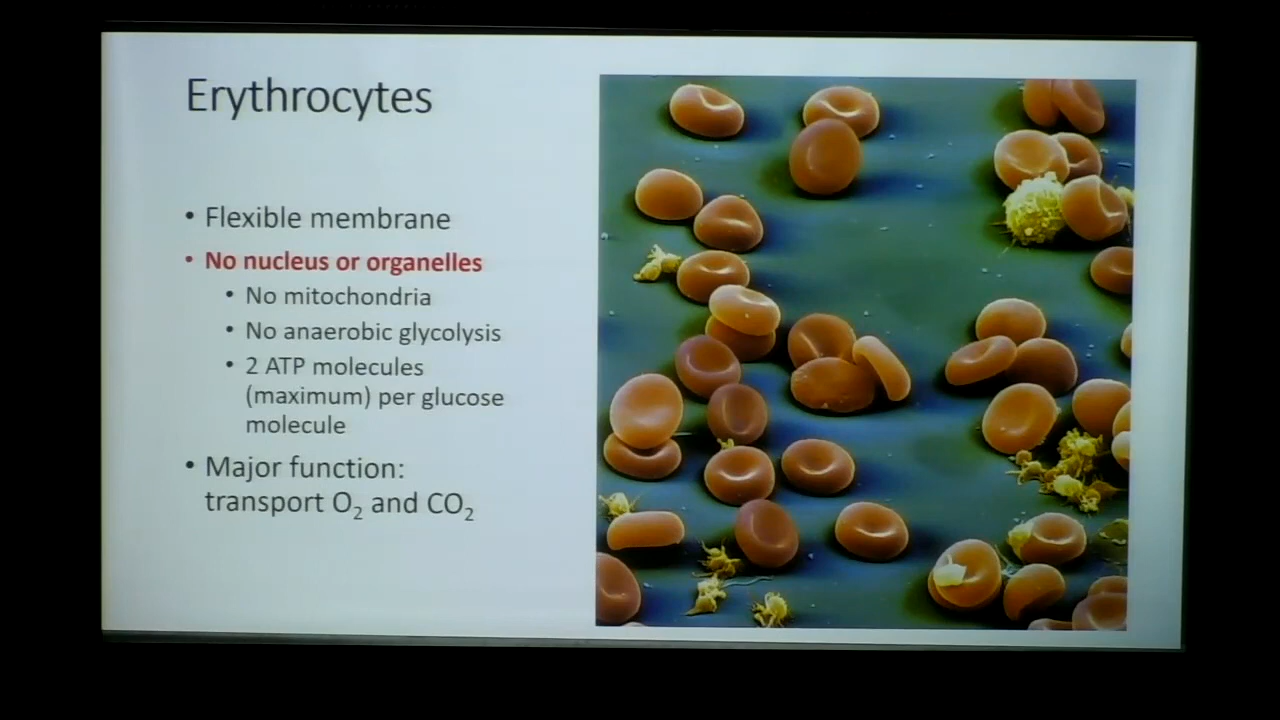 Erythrocytes
• Flexible membrane
• No nucleus or organelles
• No mitochondria
• No anaerobic glycolysis
• 2 ATP molecules
(maximum) per glucose
molecule
• Major function:
transport O₂ and CO₂